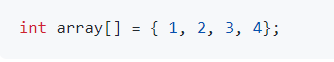 int array[] = { 1, 2, 3, 4};